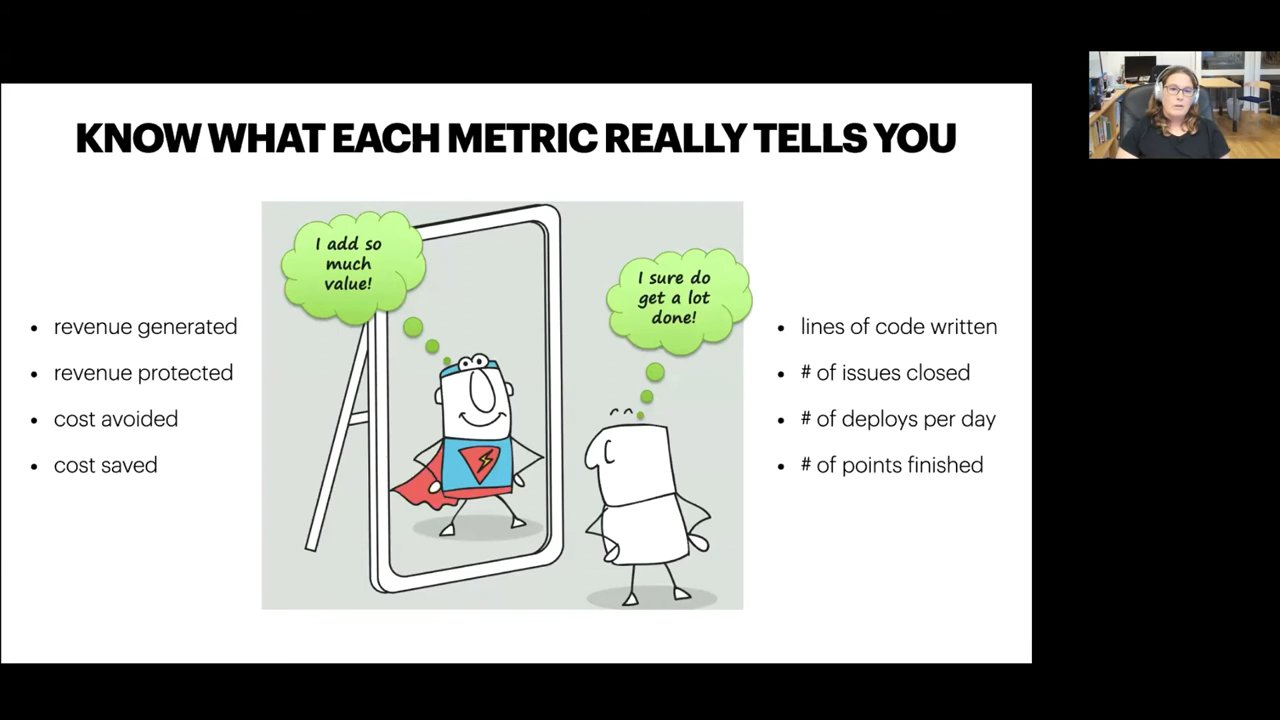 KNOW WHAT EACH METRIC REALLY TELLS YOU
I add so
much
value!
I sure do
get a lot
done!
• revenue generated
• revenue protected
• cost avoided
• cost saved
• lines of code written
• # of issues closed
• # of deploys per day
• # of points finished